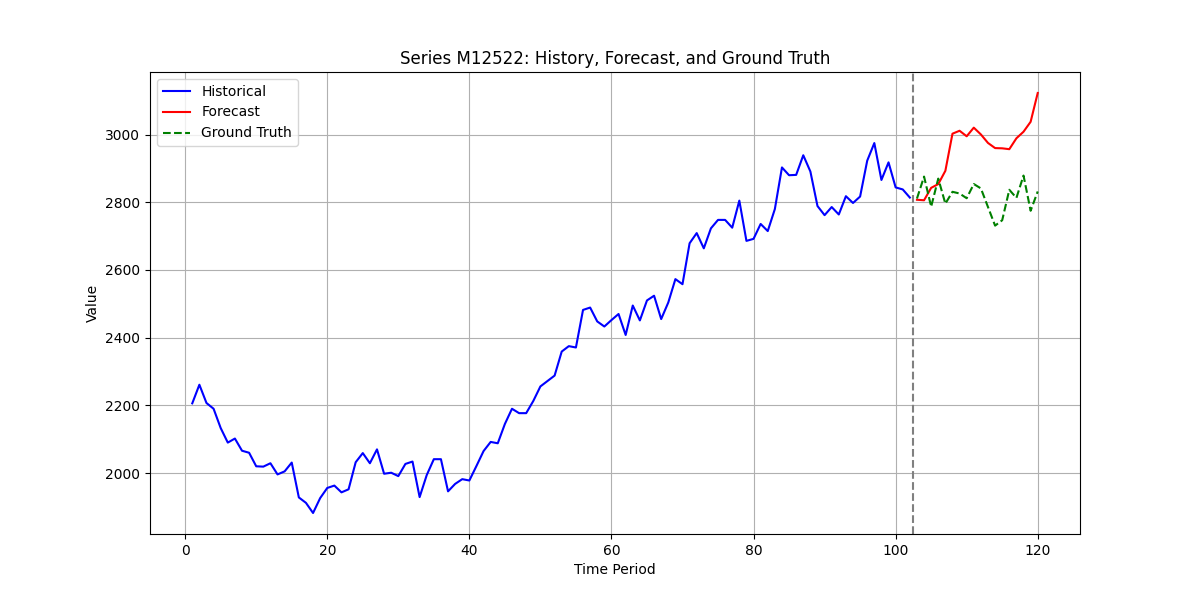 Series M12522: History, Forecast, and Ground Truth
Historical
Forecast
Ground Truth
3000
2800
2600
2400
2200
2000
Value
0 20 40 60 80 100 120
Time Period